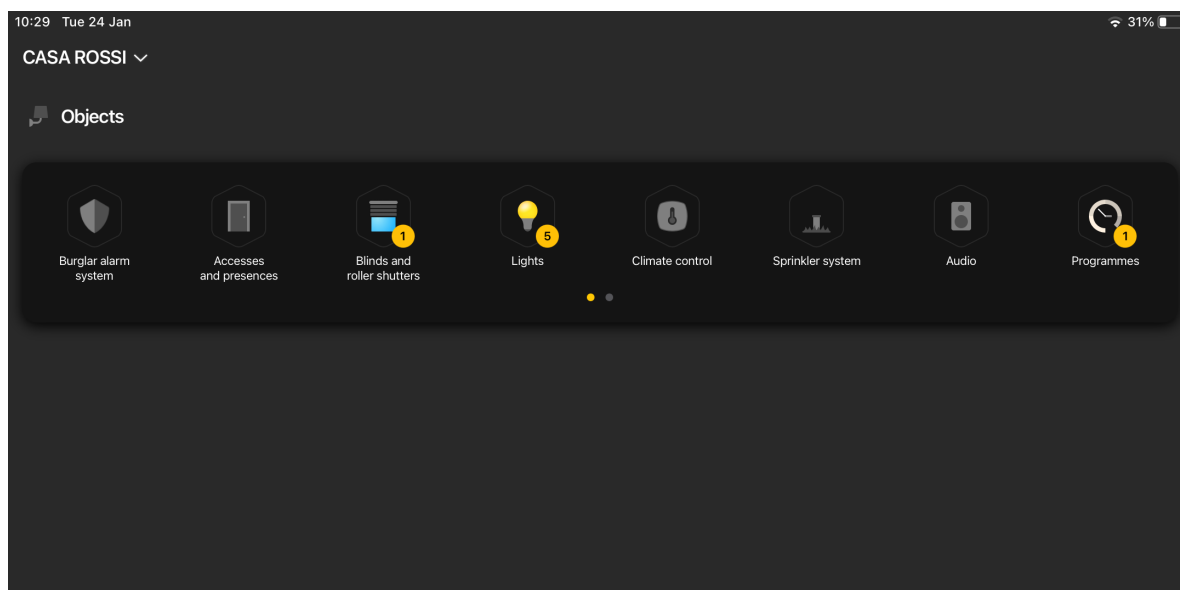 10:29 Tue 24 Jan
31%
CASA ROSSI
Objects
1
5
1
Burglar alarm
system
Accesses
and presences
Blinds and
roller shutters
Lights
Climate control
Sprinkler system
Audio
Programmes